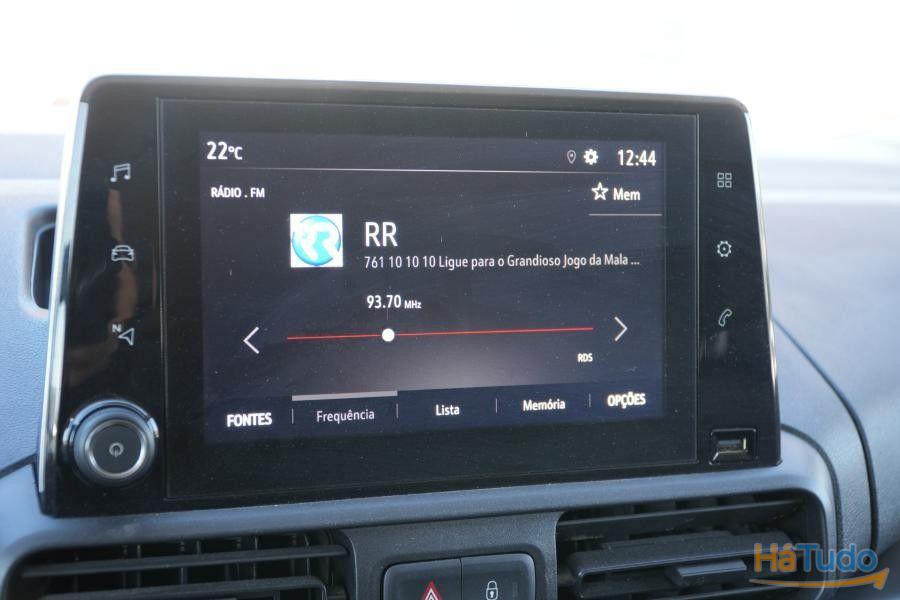 22°C
12:44
RÁDIO . FM
Mem
RR
RR
761 10 10 10 Ligue para o Grandioso Jogo da Mala ...
93.70 MHz
RDS
FONTES
Frequência
Lista
Memória
OPÇÕES
N
HáTudo